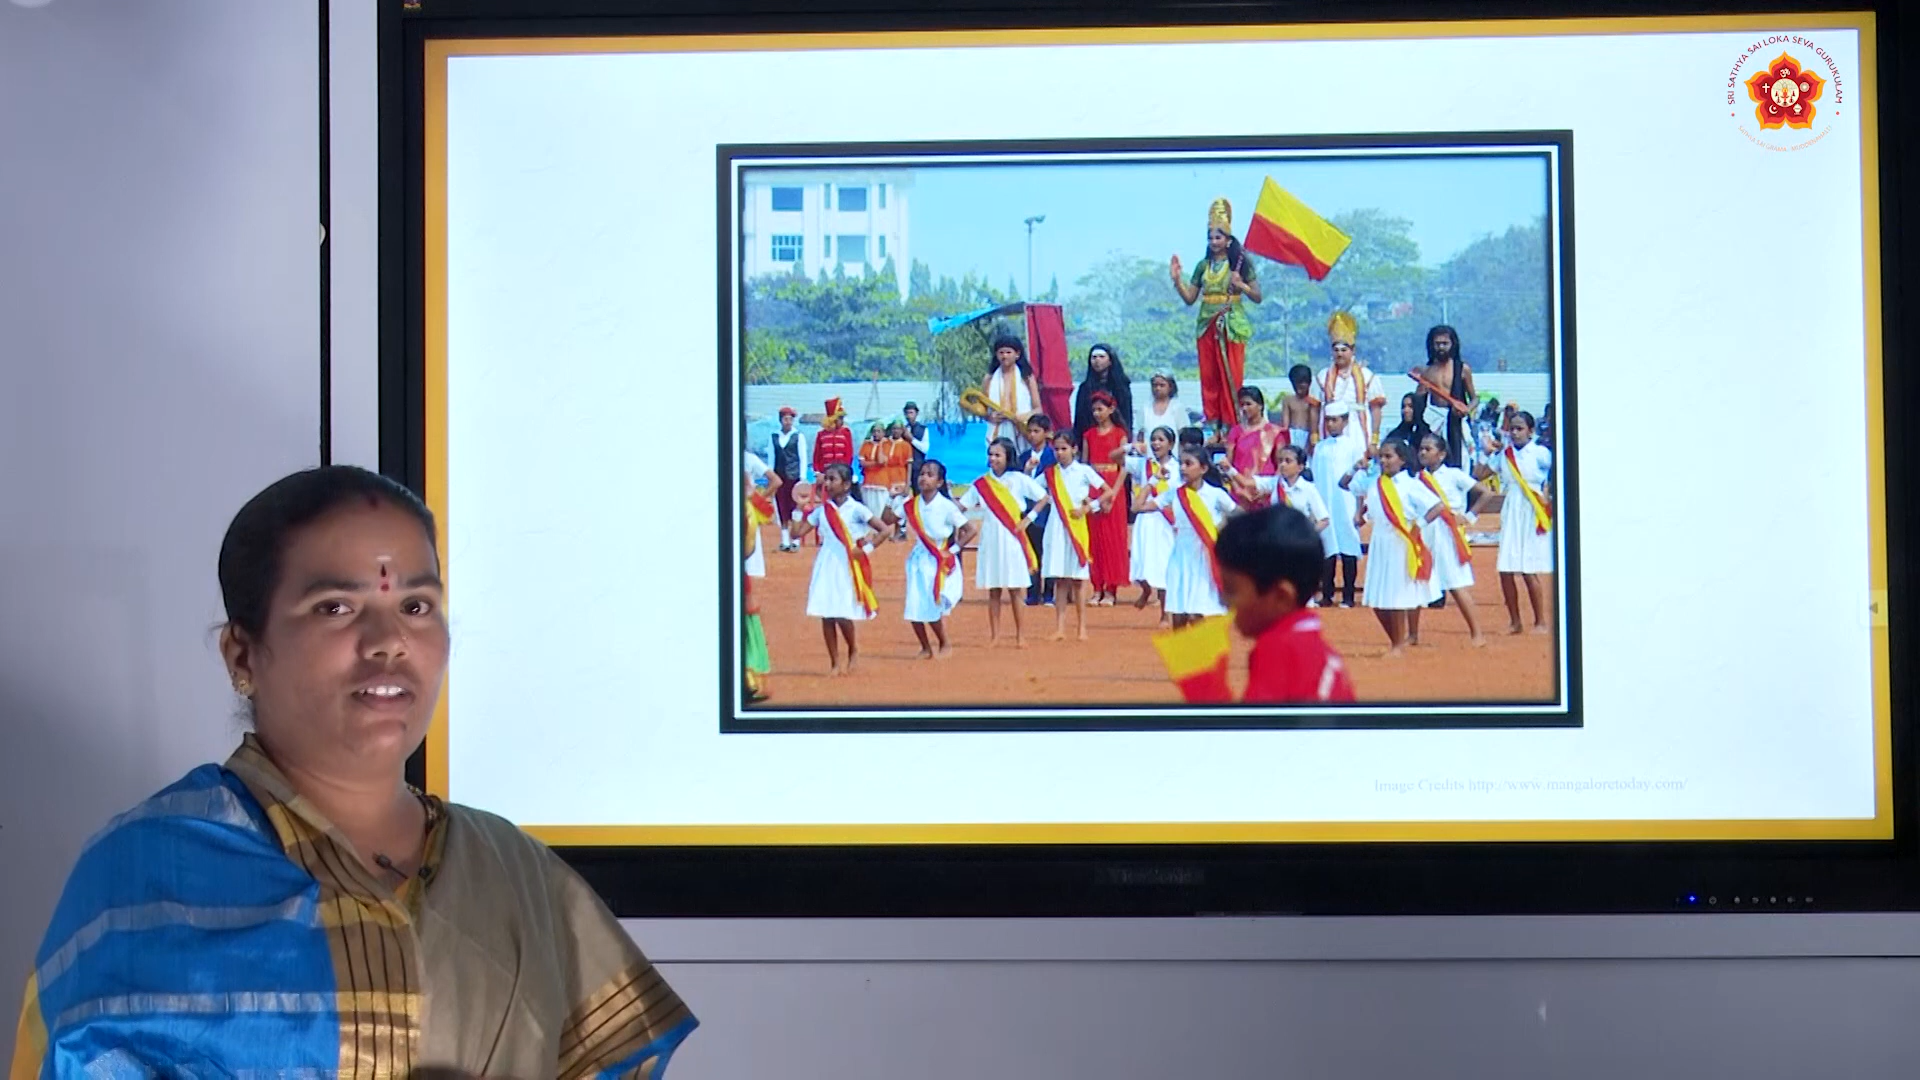 SRI SATHYA SAI LOKA SEVA GURUKULAM
Image Credits http://www.mangaloretoday.com/